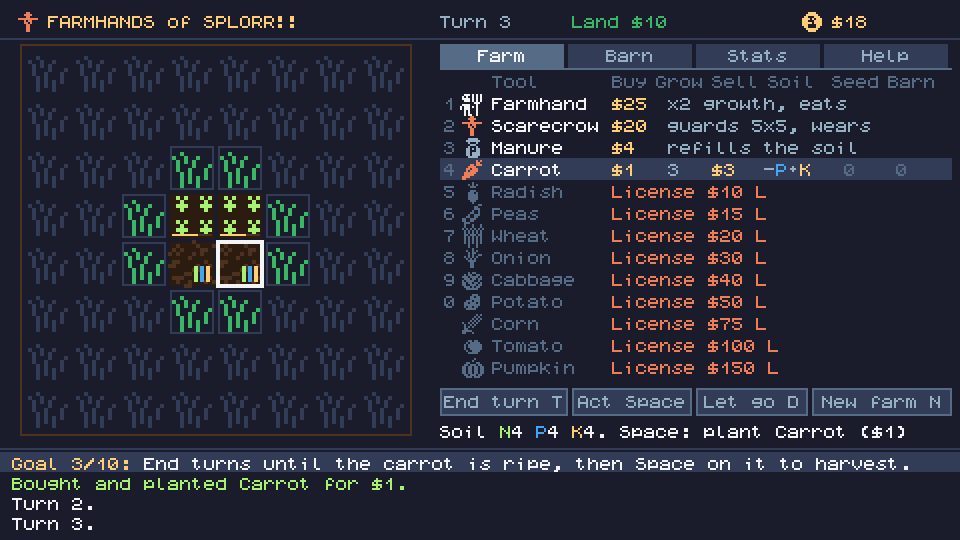 FARMHANDS of SPLORR!! Turn 3 Land $10 $18
Farm Barn Stats Help
Tool Buy Grow Sell Soil Seed Barn
1 Farmhand $25 x2 growth, eats
2 Scarecrow $20 guards 5x5, wears
3 Manure $4 refills the soil
4 Carrot $1 3 $3 -P+K 0 0
5 Radish License $10 L
6 Peas License $15 L
7 Wheat License $20 L
8 Onion License $30 L
9 Cabbage License $40 L
0 Potato License $50 L
Corn License $75 L
Tomato License $100 L
Pumpkin License $150 L
End turn T Act Space Let go D New farm N
Soil N4 P4 K4. Space: plant Carrot ($1)
Goal 3/10: End turns until the carrot is ripe, then Space on it to harvest.
Bought and planted Carrot for $1.
Turn 2.
Turn 3.